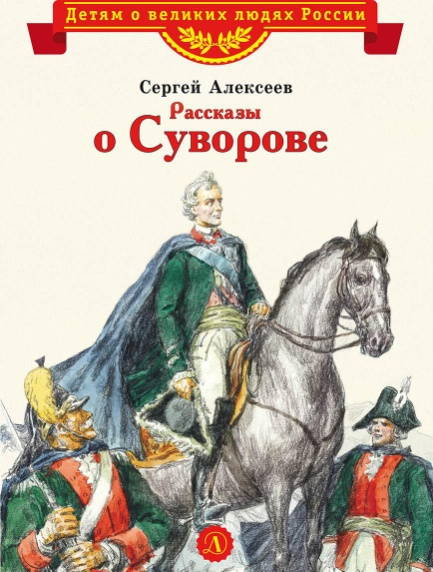 Детям о великих людях России
Сергей Алексеев
Рассказы
о Суворове
Д